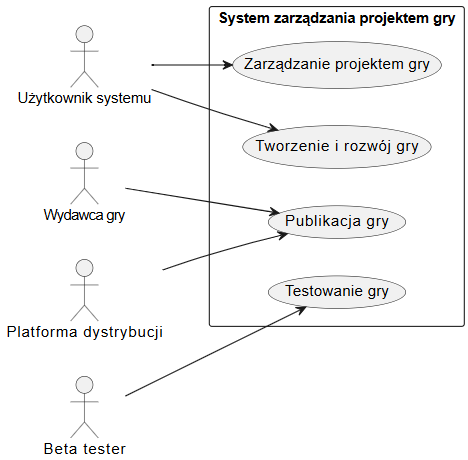 System zarządzania projektem gry
Użytkownik systemu
Zarządzanie projektem gry
Tworzenie i rozwój gry
Wydawca gry
Publikacja gry
Platforma dystrybucji
Testowanie gry
Beta tester